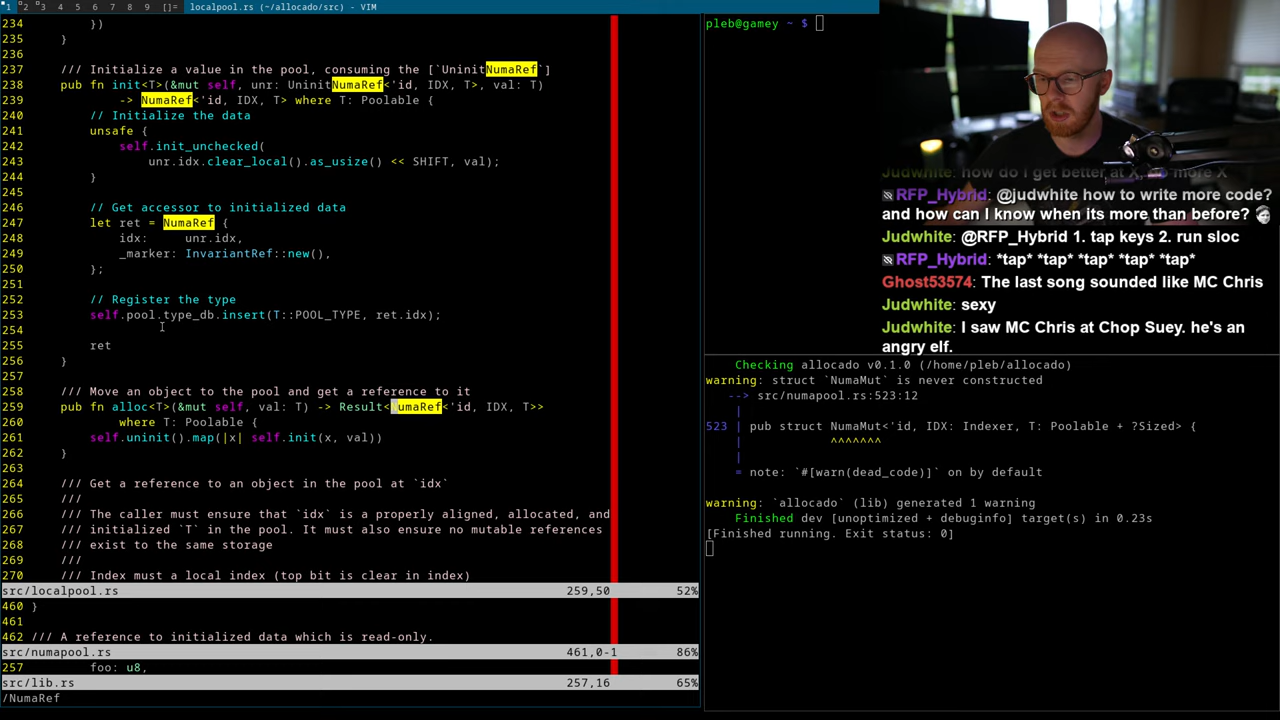 1 2 3 4 5 6 7 8 9 []= localpool.rs (~/allocado/src) - VIM
234         })
235     }
236
237     /// Initialize a value in the pool, consuming the [`UninitNumaRef`]
238     pub fn init<T>(&mut self, unr: UninitNumaRef<'id, IDX, T>, val: T)
239             -> NumaRef<'id, IDX, T> where T: Poolable {
240         // Initialize the data
241         unsafe {
242             self.init_unchecked(
243                 unr.idx.clear_local().as_usize() << SHIFT, val);
244         }
245
246         // Get accessor to initialized data
247         let ret = NumaRef {
248             idx:     unr.idx,
249             _marker: InvariantRef::new(),
250         };
251
252         // Register the type
253         self.pool.type_db.insert(T::POOL_TYPE, ret.idx);
254
255         ret
256     }
257
258     /// Move an object to the pool and get a reference to it
259     pub fn alloc<T>(&mut self, val: T) -> Result<NumaRef<'id, IDX, T>>
260             where T: Poolable {
261         self.uninit().map(|x| self.init(x, val))
262     }
263
264     /// Get a reference to an object in the pool at `idx`
265     ///
266     /// The caller must ensure that `idx` is a properly aligned, allocated, and
267     /// initialized `T` in the pool. It must also ensure no mutable references
268     /// exist to the same storage
269     ///
270     /// Index must a local index (top bit is clear in index)
src/localpool.rs 259,50 52%
460 }
461
462 /// A reference to initialized data which is read-only.
src/numapool.rs 461,0-1 86%
257         foo: u8,
src/lib.rs 257,16 65%
/NumaRef
pleb@gamey ~ $
Judwhite: how do I get better at X, no more X
RFP_Hybrid: @judwhite how to write more code?
and how can I know when its more than before?
Judwhite: @RFP_Hybrid 1. tap keys 2. run sloc
RFP_Hybrid: *tap* *tap* *tap* *tap* *tap*
Ghost53574: The last song sounded like MC Chris
Judwhite: sexy
Judwhite: I saw MC Chris at Chop Suey. he's an
angry elf.
    Checking allocado v0.1.0 (/home/pleb/allocado)
warning: struct `NumaMut` is never constructed
   --> src/numapool.rs:523:12
    |
523 | pub struct NumaMut<'id, IDX: Indexer, T: Poolable + ?Sized> {
    |            ^^^^^^^
    |
    = note: `#[warn(dead_code)]` on by default
warning: `allocado` (lib) generated 1 warning
    Finished dev [unoptimized + debuginfo] target(s) in 0.23s
[Finished running. Exit status: 0]